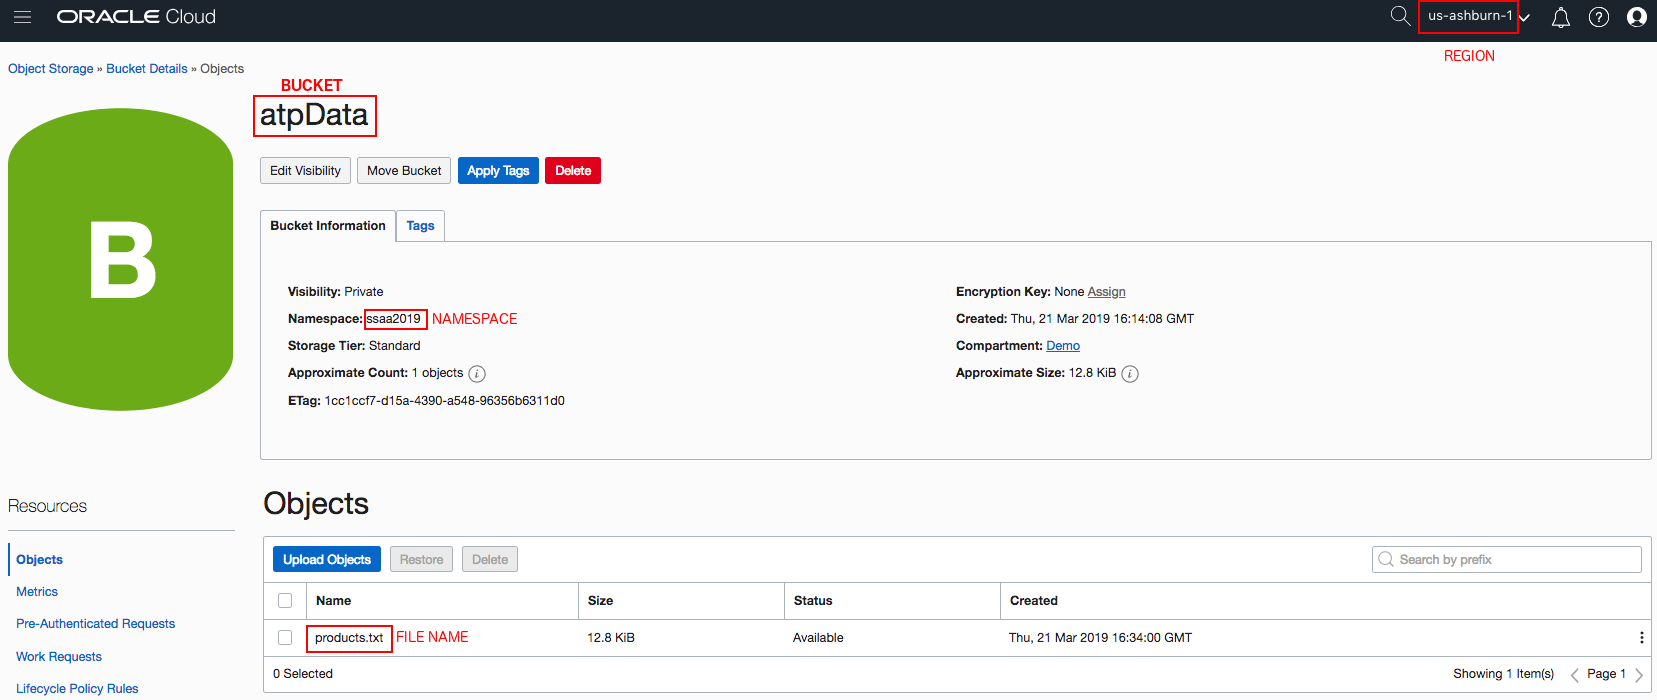 ORACLE Cloud
us-ashburn-1
REGION
Object Storage » Bucket Details » Objects
BUCKET
atpData
B
Edit Visibility Move Bucket Apply Tags Delete
Bucket Information Tags
Visibility: Private
Namespace: ssaa2019 NAMESPACE
Storage Tier: Standard
Approximate Count: 1 objects i
ETag: 1cc1ccf7-d15a-4390-a548-96356b6311d0
Encryption Key: None Assign
Created: Thu, 21 Mar 2019 16:14:08 GMT
Compartment: Demo
Approximate Size: 12.8 KiB i
Resources
Objects
Metrics
Pre-Authenticated Requests
Work Requests
Lifecycle Policy Rules
Objects
Upload Objects Restore Delete Search by prefix
Name Size Status Created
products.txt FILE NAME 12.8 KiB Available Thu, 21 Mar 2019 16:34:00 GMT
0 Selected Showing 1 Item(s) Page 1